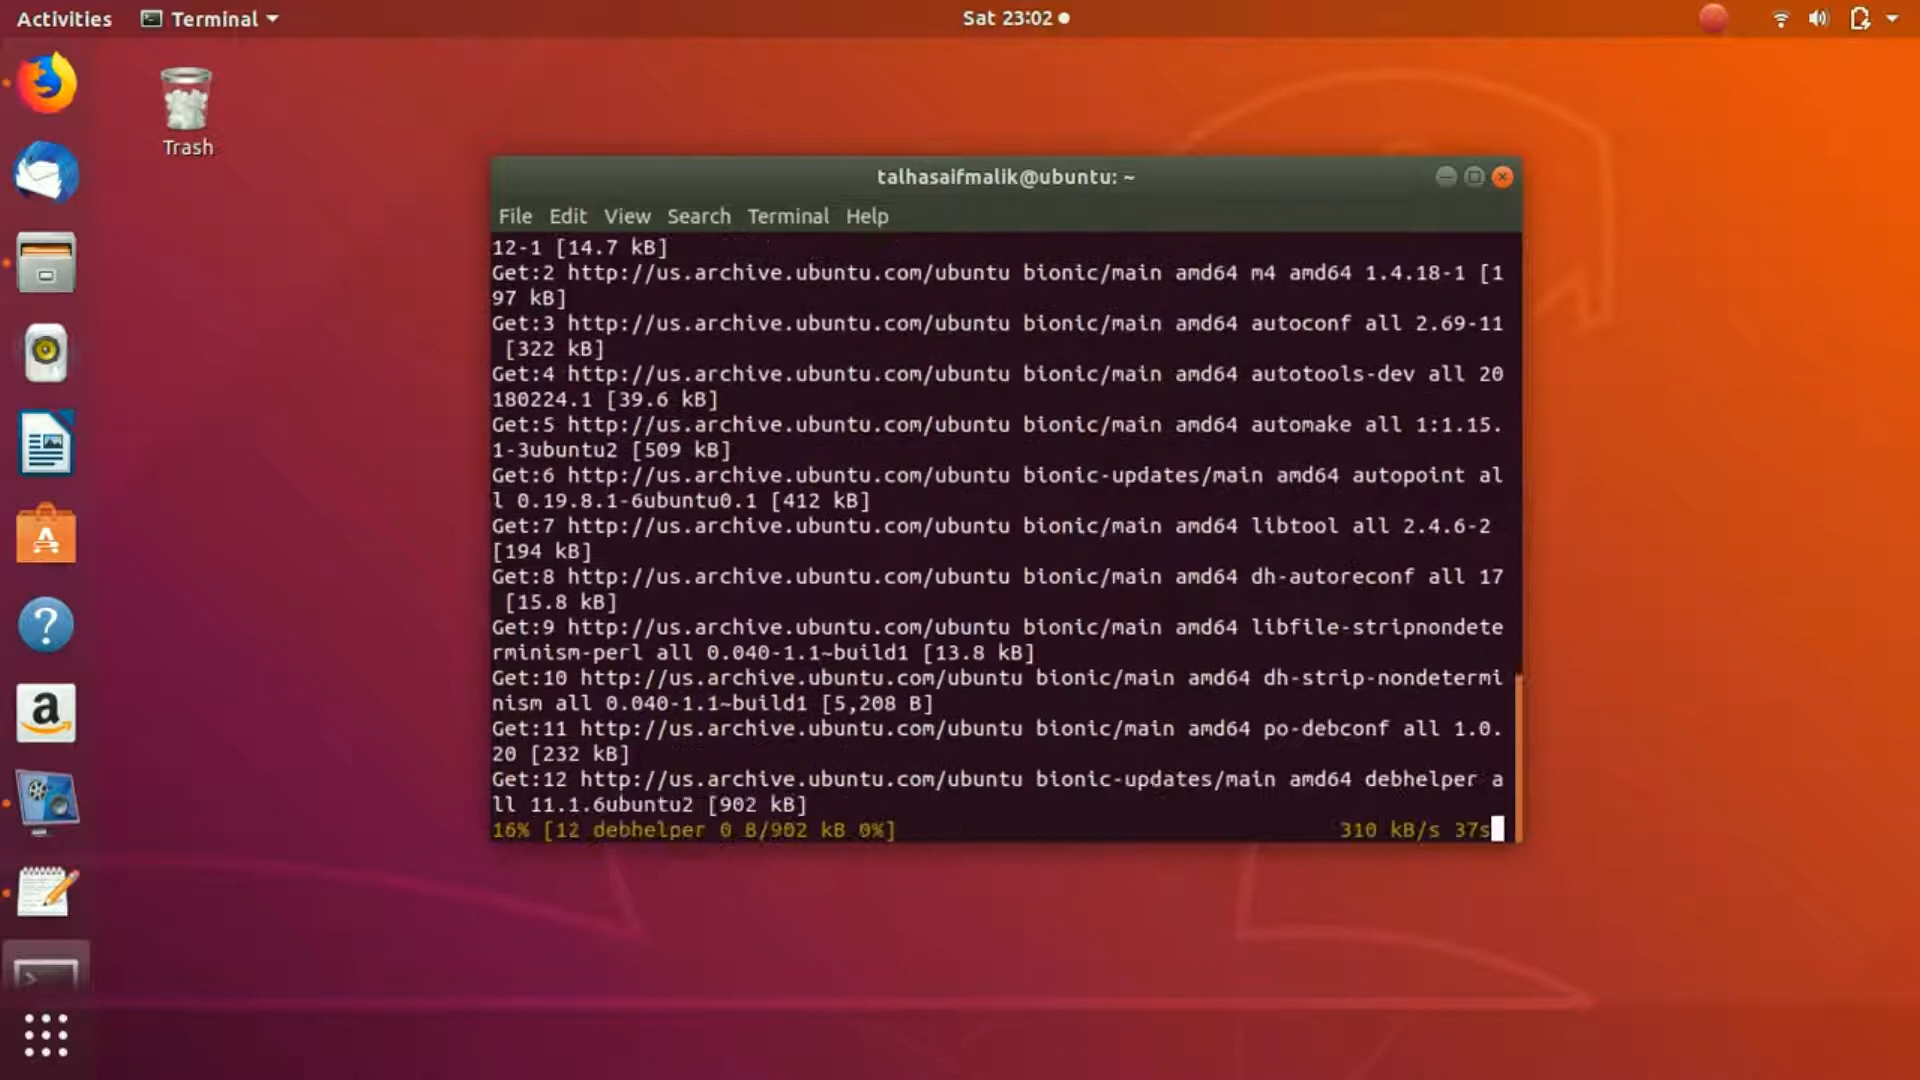 Activities Terminal Sat 23:02
Trash
talhasaifmalik@ubuntu: ~
File Edit View Search Terminal Help
12-1 [14.7 kB]
Get:2 http://us.archive.ubuntu.com/ubuntu bionic/main amd64 m4 amd64 1.4.18-1 [1
97 kB]
Get:3 http://us.archive.ubuntu.com/ubuntu bionic/main amd64 autoconf all 2.69-11
 [322 kB]
Get:4 http://us.archive.ubuntu.com/ubuntu bionic/main amd64 autotools-dev all 20
180224.1 [39.6 kB]
Get:5 http://us.archive.ubuntu.com/ubuntu bionic/main amd64 automake all 1:1.15.
1-3ubuntu2 [509 kB]
Get:6 http://us.archive.ubuntu.com/ubuntu bionic-updates/main amd64 autopoint al
l 0.19.8.1-6ubuntu0.1 [412 kB]
Get:7 http://us.archive.ubuntu.com/ubuntu bionic/main amd64 libtool all 2.4.6-2
[194 kB]
Get:8 http://us.archive.ubuntu.com/ubuntu bionic/main amd64 dh-autoreconf all 17
 [15.8 kB]
Get:9 http://us.archive.ubuntu.com/ubuntu bionic/main amd64 libfile-stripnondete
rminism-perl all 0.040-1.1~build1 [13.8 kB]
Get:10 http://us.archive.ubuntu.com/ubuntu bionic/main amd64 dh-strip-nondetermi
nism all 0.040-1.1~build1 [5,208 B]
Get:11 http://us.archive.ubuntu.com/ubuntu bionic/main amd64 po-debconf all 1.0.
20 [232 kB]
Get:12 http://us.archive.ubuntu.com/ubuntu bionic-updates/main amd64 debhelper a
ll 11.1.6ubuntu2 [902 kB]
16% [12 debhelper 0 B/902 kB 0%] 310 kB/s 37s